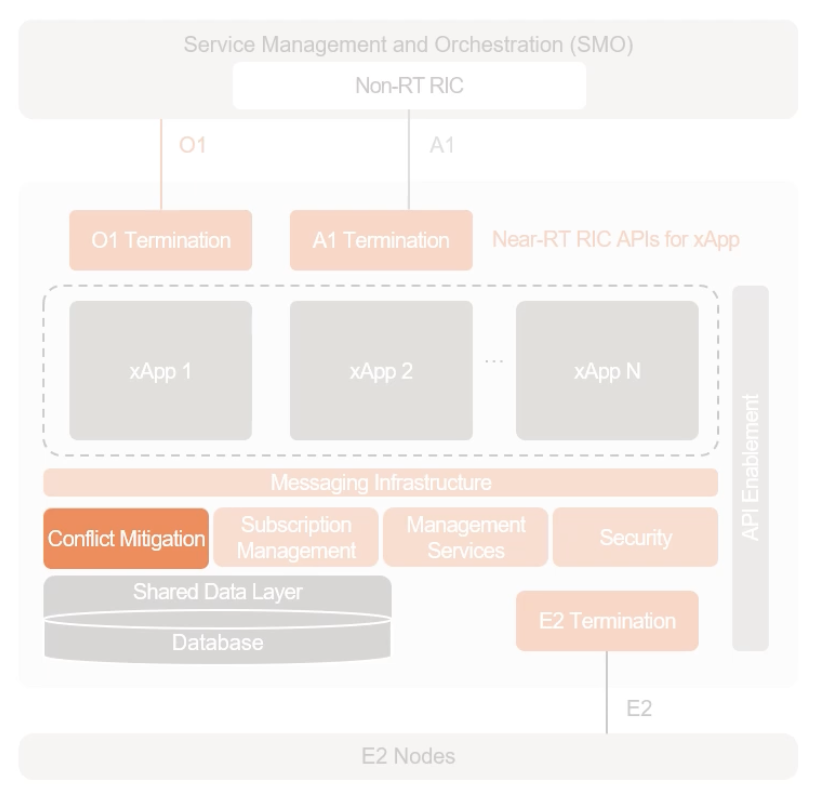 Service Management and Orchestration (SMO)
Non-RT RIC
O1
A1
O1 Termination
A1 Termination
Near-RT RIC APIs for xApp
xApp 1
xApp 2
...
xApp N
API Enablement
Messaging Infrastructure
Conflict Mitigation
Subscription
Management
Management
Services
Security
Shared Data Layer
Database
E2 Termination
E2
E2 Nodes